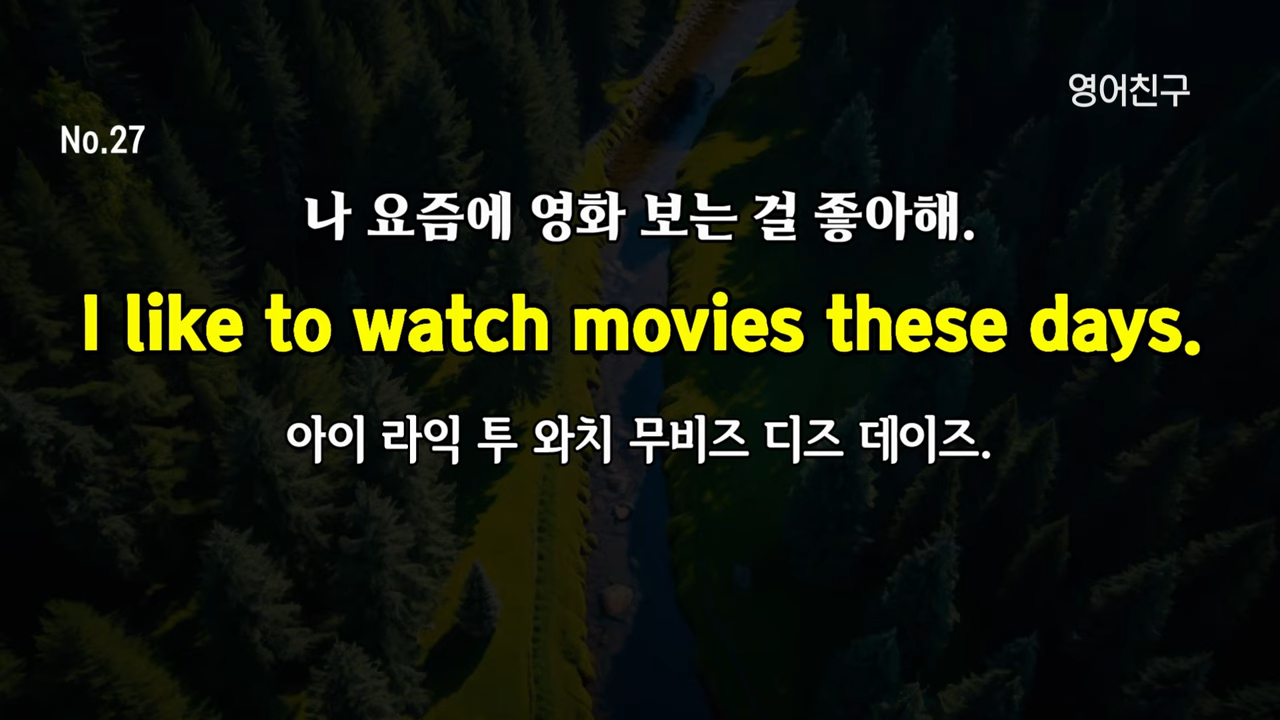 영어친구
No.27
나 요즘에 영화 보는 걸 좋아해.
I like to watch movies these days.
아이 라익 투 와치 무비즈 디즈 데이즈.